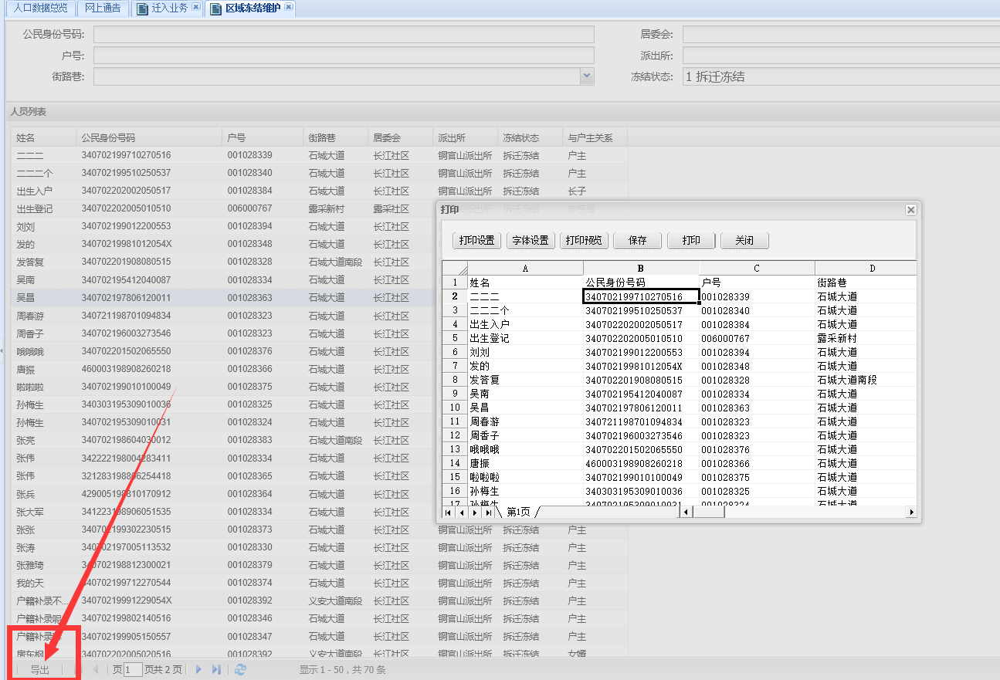 人口数据总览 网上通告 迁入业务 区域冻结维护
公民身份号码: 居委会:
户号: 派出所:
街路巷: 冻结状态: 1 拆迁冻结
人员列表
姓名 公民身份号码 户号 街路巷 居委会 派出所 冻结状态 与户主关系
二二二 340702199710270516 001028339 石城大道 长江社区 铜官山派出所 拆迁冻结 户主
二二二个 340702199510250537 001028340 石城大道 长江社区 铜官山派出所 拆迁冻结 户主
出生入户 340702202002050517 001028384 石城大道 长江社区 铜官山派出所 拆迁冻结 长子
出生登记 340702202005010510 006000767 露采新村 露采社区
刘刘 340702199012200553 001028394 石城大道 长江社区
发的 34070219981012054X 001028348 石城大道 长江社区
发答复 340702201908080515 001028328 石城大道南段 长江社区
吴南 340702195412040087 001028334 石城大道 长江社区
吴昌 340702197806120011 001028363 石城大道 长江社区
周春游 340721198701094834 001028323 石城大道 长江社区
周香子 340702196003273546 001028323 石城大道 长江社区
哦哦哦 340702201502065550 001028376 石城大道 长江社区
唐振 460003198908260218 001028366 石城大道 长江社区
啦啦啦 340702199010100049 001028375 石城大道 长江社区
孙梅生 340303195309010036 001028325 石城大道 长江社区
孙梅生 340702195309010031 001028324 石城大道 长江社区
张亮 340702198604030012 001028383 石城大道南段 长江社区
张伟 342222198004283411 001028334 石城大道 长江社区
张伟 321283198806254418 001028365 石城大道 长江社区
张兵 429005198810170912 001028364 石城大道 长江社区
张大军 341223198906051535 001028334 石城大道 长江社区
张张 340702199302230515 001028373 石城大道 长江社区 铜官山派出所 拆迁冻结 户主
张涛 340702197005113532 001028330 石城大道 长江社区 铜官山派出所 拆迁冻结 户主
张雅琦 340702198812300021 001028379 石城大道 长江社区 铜官山派出所 拆迁冻结 户主
我的天 340702199712270544 001028374 石城大道 长江社区 铜官山派出所 拆迁冻结 户主
户籍补录不... 34070219991229054X 001028392 义安大道南段 长江社区 铜官山派出所 拆迁冻结 户主
户籍补录呢 340702199802140516 001028346 石城大道 长江社区 铜官山派出所 拆迁冻结 户主
户籍补录 340702199905150557 001028347 石城大道 长江社区 铜官山派出所 拆迁冻结 户主
房东枫 340702202005020516 001028392 义安大道南段 长江社区 铜官山派出所 拆迁冻结 女婿
导出 页 1 页共 2 页 显示 1 - 50 , 共 70 条
打印
打印设置 字体设置 打印预览 保存 打印 关闭
A B C D
1 姓名 公民身份号码 户号 街路巷
2 二二二 340702199710270516 001028339 石城大道
3 二二二个 340702199510250537 001028340 石城大道
4 出生入户 340702202002050517 001028384 石城大道
5 出生登记 340702202005010510 006000767 露采新村
6 刘刘 340702199012200553 001028394 石城大道
7 发的 34070219981012054X 001028348 石城大道
8 发答复 340702201908080515 001028328 石城大道南段
9 吴南 340702195412040087 001028334 石城大道
10 吴昌 340702197806120011 001028363 石城大道
11 周春游 340721198701094834 001028323 石城大道
12 周香子 340702196003273546 001028323 石城大道
13 哦哦哦 340702201502065550 001028376 石城大道
14 唐振 460003198908260218 001028366 石城大道
15 啦啦啦 340702199010100049 001028375 石城大道
16 孙梅生 340303195309010036 001028325 石城大道
17 孙梅生 340702195309010031 001028324 石城大道
第1页